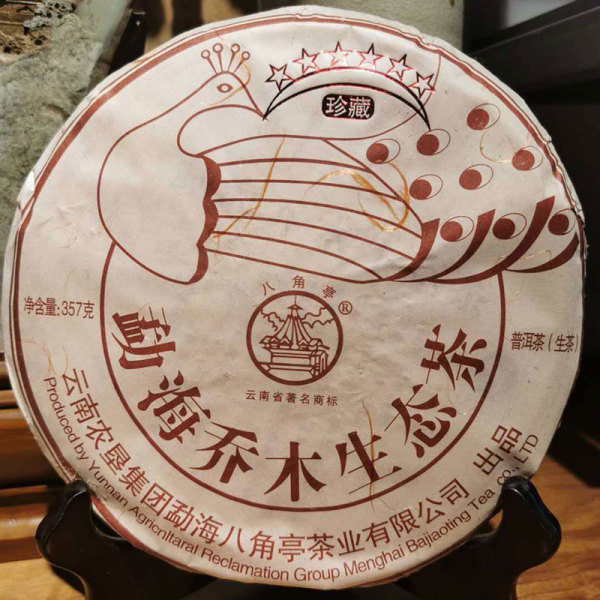 珍藏
八角亭®
净含量:357克
普洱茶（生茶）
云南省著名商标
勐海乔木生态茶
云南农垦集团勐海八角亭茶业有限公司 出品
Produced by Yunnan Agricnltaral Reclamation Group Menghai Bajiaoting Tea co., LTD